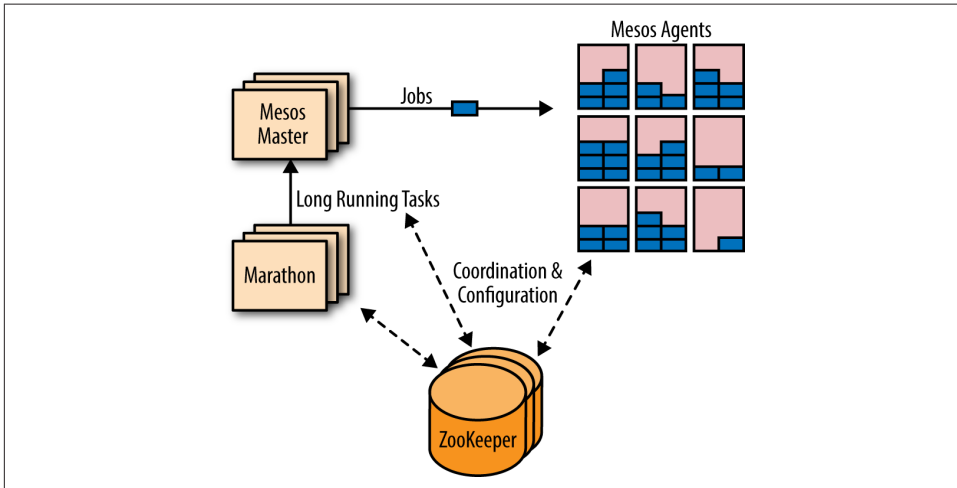 Mesos Agents
Jobs
Mesos
Master
Long Running Tasks
Marathon
Coordination &
Configuration
ZooKeeper